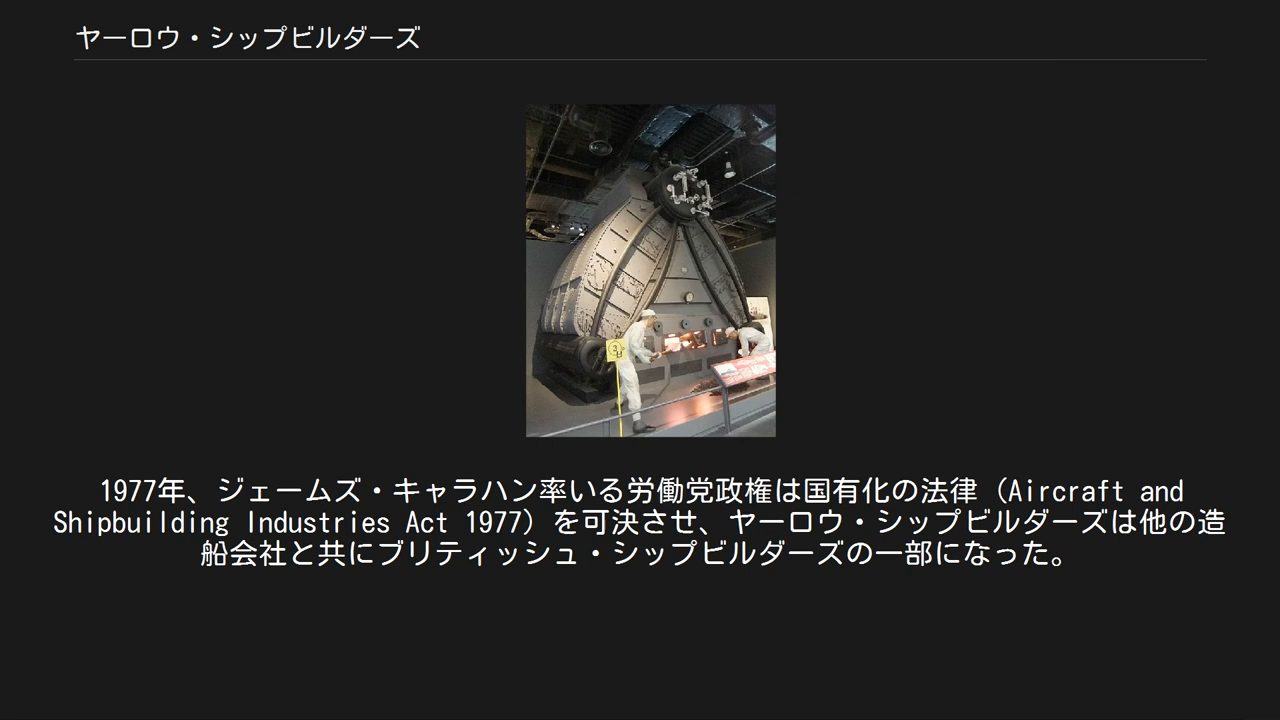 ヤーロウ・シップビルダーズ
1977年、ジェームズ・キャラハン率いる労働党政権は国有化の法律（Aircraft and
Shipbuilding Industries Act 1977）を可決させ、ヤーロウ・シップビルダーズは他の造
船会社と共にブリティッシュ・シップビルダーズの一部になった。